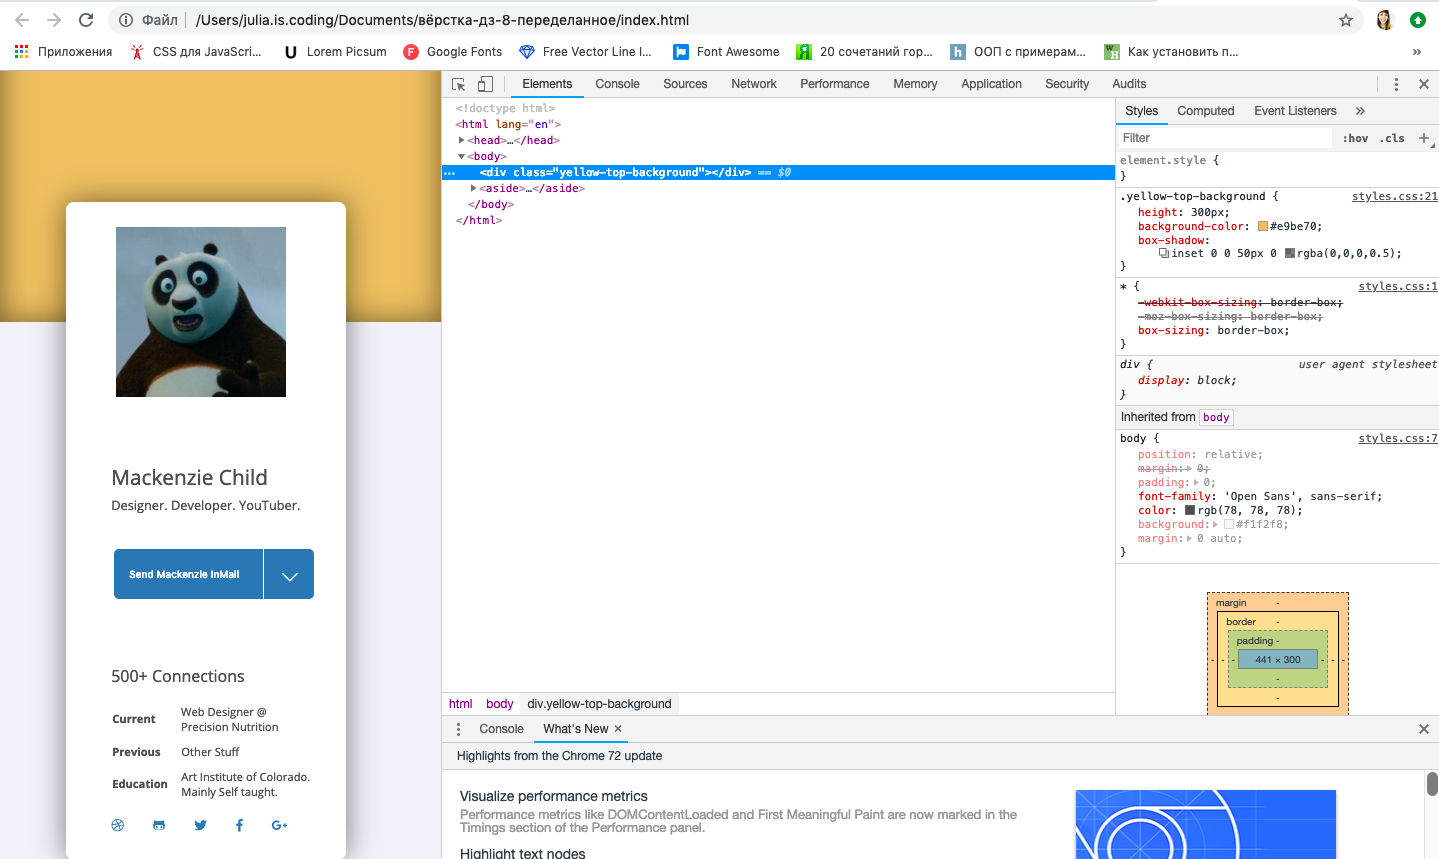 Файл
/Users/julia.is.coding/Documents/вёрстка-дз-8-переделанное/index.html
Приложения
CSS для JavaScri...
Lorem Picsum
Google Fonts
Free Vector Line I...
Font Awesome
20 сочетаний гор...
ООП с примерам...
Как установить п...
»
Mackenzie Child
Designer. Developer. YouTuber.
Send Mackenzie InMail
500+ Connections
Current
Web Designer @
Precision Nutrition
Previous
Other Stuff
Education
Art Institute of Colorado.
Mainly Self taught.
Elements Console Sources Network Performance Memory Application Security Audits
<!doctype html>
<html lang="en">
<head>…</head>
<body>
<div class="yellow-top-background"></div> == $0
<aside>…</aside>
</body>
</html>
html body div.yellow-top-background
Styles Computed Event Listeners »
Filter :hov .cls +
element.style {
}
.yellow-top-background { styles.css:21
height: 300px;
background-color: #e9be70;
box-shadow:
inset 0 0 50px 0 rgba(0,0,0,0.5);
}
* { styles.css:1
-webkit-box-sizing: border-box;
-moz-box-sizing: border-box;
box-sizing: border-box;
}
div { user agent stylesheet
display: block;
}
Inherited from body
body { styles.css:7
position: relative;
margin: 0;
padding: 0;
font-family: 'Open Sans', sans-serif;
color: rgb(78, 78, 78);
background: #f1f2f8;
margin: 0 auto;
}
margin -
border -
padding -
- - - 441 × 300 - - -
-
-
Console What's New ×
Highlights from the Chrome 72 update
Visualize performance metrics
Performance metrics like DOMContentLoaded and First Meaningful Paint are now marked in the
Timings section of the Performance panel.
Highlight text nodes